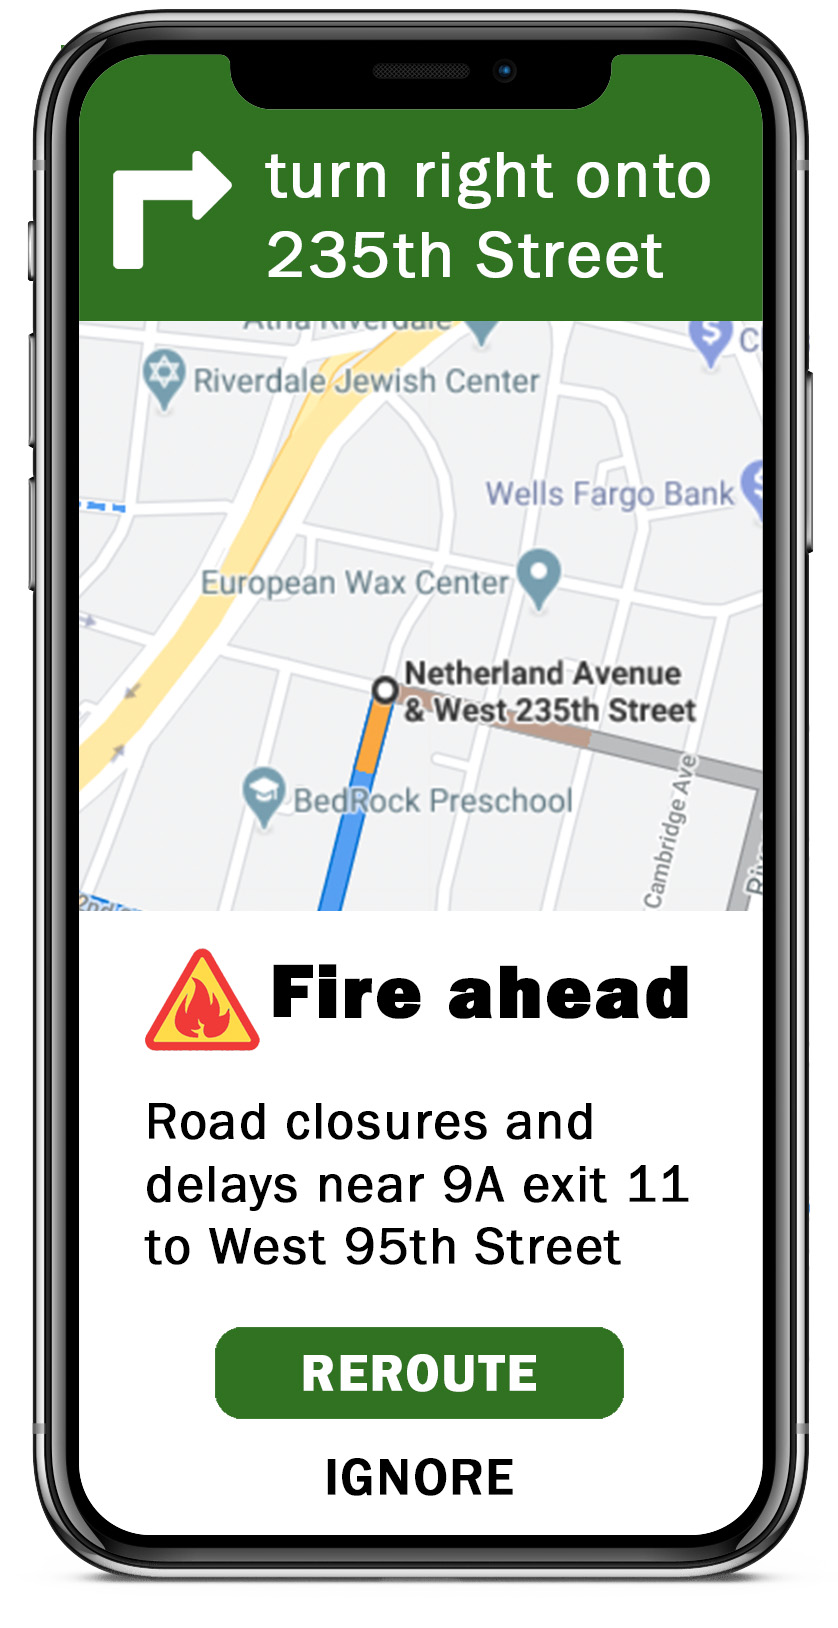 turn right onto
235th Street
Riverdale Jewish Center
Wells Fargo Bank
European Wax Center
Netherland Avenue
& West 235th Street
BedRock Preschool
Cambridge Ave
Fire ahead
Road closures and
delays near 9A exit 11
to West 95th Street
REROUTE
IGNORE